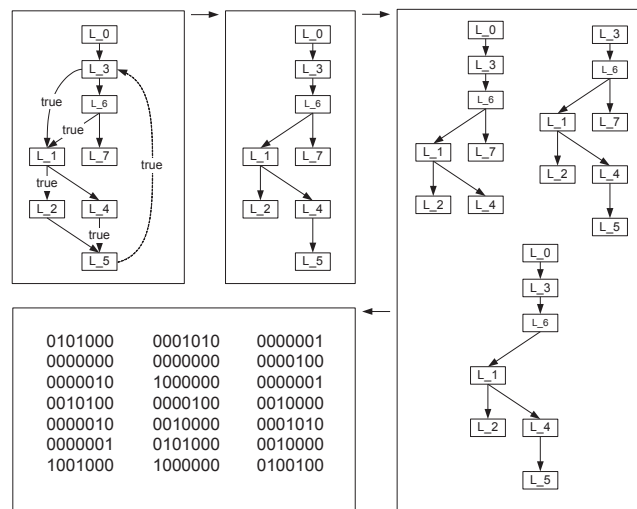 L_0
L_3
true
L_6
true
L_1
L_7
true
true
L_2
L_4
true
L_5
L_0
L_3
L_6
L_1
L_7
L_2
L_4
L_5
L_0
L_3
L_6
L_1
L_7
L_2
L_4
L_3
L_6
L_1
L_7
L_2
L_4
L_5
L_0
L_3
L_6
L_1
L_2
L_4
L_5
0101000 0001010 0000001
0000000 0000000 0000100
0000010 1000000 0000001
0010100 0000100 0010000
0000010 0010000 0001010
0000001 0101000 0010000
1001000 1000000 0100100